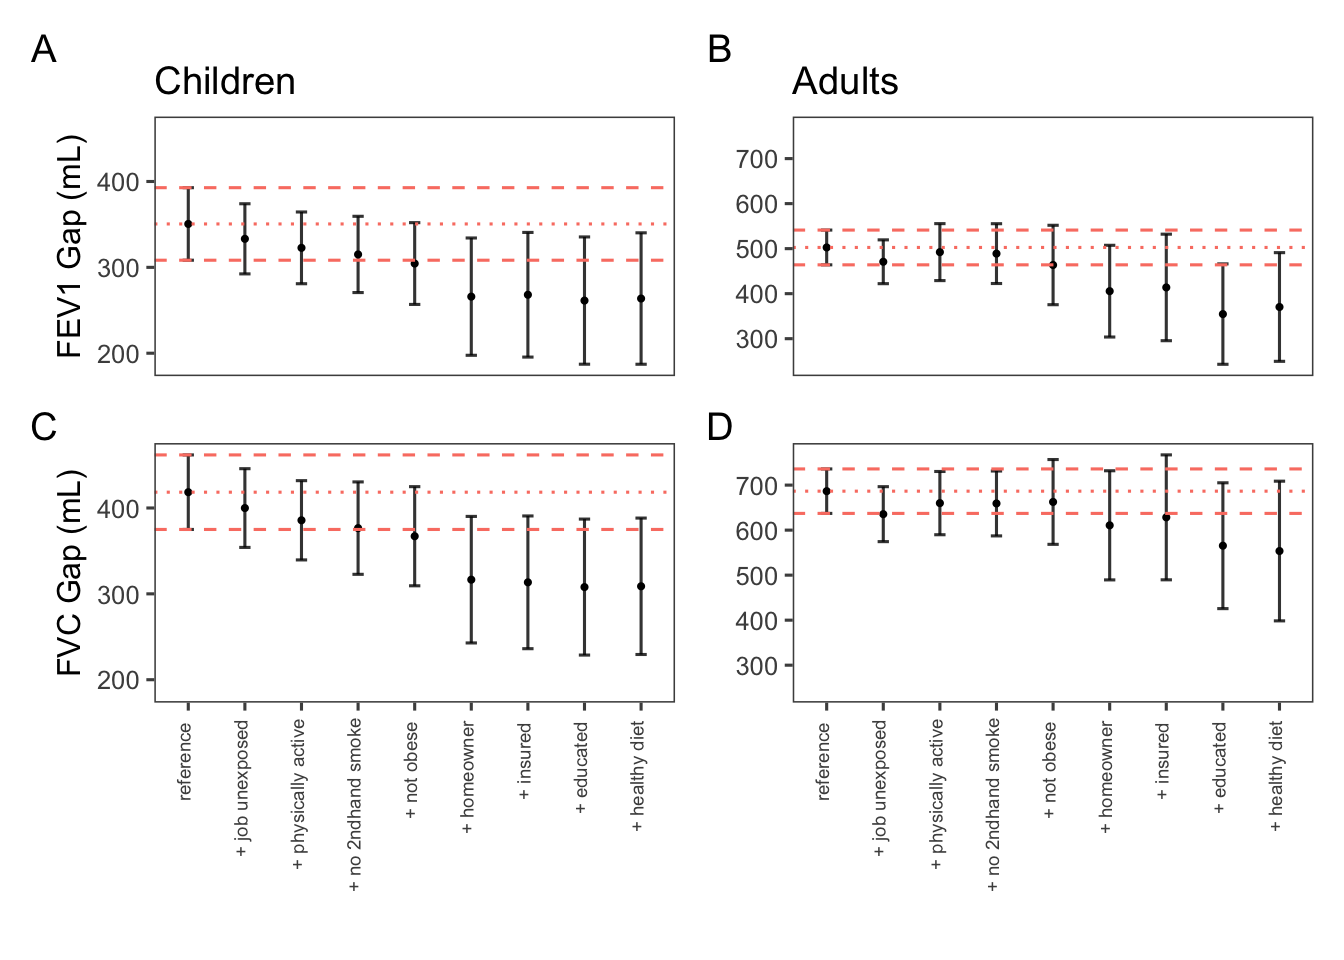 A
B
Children
Adults
FEV1 Gap (mL)
400
300
200
700
600
500
400
300
C
D
FVC Gap (mL)
400
300
200
700
600
500
400
300
reference
+ job unexposed
+ physically active
+ no 2ndhand smoke
+ not obese
+ homeowner
+ insured
+ educated
+ healthy diet
reference
+ job unexposed
+ physically active
+ no 2ndhand smoke
+ not obese
+ homeowner
+ insured
+ educated
+ healthy diet